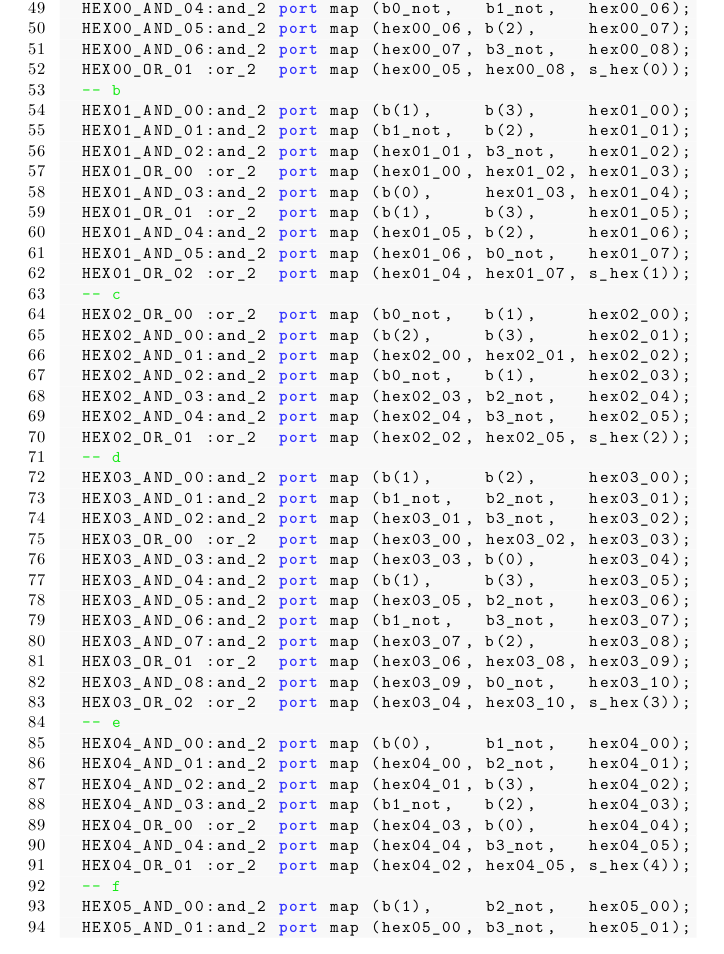 49 HEX00_AND_04:and_2 port map (b0_not, b1_not, hex00_06);
50 HEX00_AND_05:and_2 port map (hex00_06, b(2), hex00_07);
51 HEX00_AND_06:and_2 port map (hex00_07, b3_not, hex00_08);
52 HEX00_OR_01 :or_2 port map (hex00_05, hex00_08, s_hex(0));
53 -- b
54 HEX01_AND_00:and_2 port map (b(1), b(3), hex01_00);
55 HEX01_AND_01:and_2 port map (b1_not, b(2), hex01_01);
56 HEX01_AND_02:and_2 port map (hex01_01, b3_not, hex01_02);
57 HEX01_OR_00 :or_2 port map (hex01_00, hex01_02, hex01_03);
58 HEX01_AND_03:and_2 port map (b(0), hex01_03, hex01_04);
59 HEX01_OR_01 :or_2 port map (b(1), b(3), hex01_05);
60 HEX01_AND_04:and_2 port map (hex01_05, b(2), hex01_06);
61 HEX01_AND_05:and_2 port map (hex01_06, b0_not, hex01_07);
62 HEX01_OR_02 :or_2 port map (hex01_04, hex01_07, s_hex(1));
63 -- c
64 HEX02_OR_00 :or_2 port map (b0_not, b(1), hex02_00);
65 HEX02_AND_00:and_2 port map (b(2), b(3), hex02_01);
66 HEX02_AND_01:and_2 port map (hex02_00, hex02_01, hex02_02);
67 HEX02_AND_02:and_2 port map (b0_not, b(1), hex02_03);
68 HEX02_AND_03:and_2 port map (hex02_03, b2_not, hex02_04);
69 HEX02_AND_04:and_2 port map (hex02_04, b3_not, hex02_05);
70 HEX02_OR_01 :or_2 port map (hex02_02, hex02_05, s_hex(2));
71 -- d
72 HEX03_AND_00:and_2 port map (b(1), b(2), hex03_00);
73 HEX03_AND_01:and_2 port map (b1_not, b2_not, hex03_01);
74 HEX03_AND_02:and_2 port map (hex03_01, b3_not, hex03_02);
75 HEX03_OR_00 :or_2 port map (hex03_00, hex03_02, hex03_03);
76 HEX03_AND_03:and_2 port map (hex03_03, b(0), hex03_04);
77 HEX03_AND_04:and_2 port map (b(1), b(3), hex03_05);
78 HEX03_AND_05:and_2 port map (hex03_05, b2_not, hex03_06);
79 HEX03_AND_06:and_2 port map (b1_not, b3_not, hex03_07);
80 HEX03_AND_07:and_2 port map (hex03_07, b(2), hex03_08);
81 HEX03_OR_01 :or_2 port map (hex03_06, hex03_08, hex03_09);
82 HEX03_AND_08:and_2 port map (hex03_09, b0_not, hex03_10);
83 HEX03_OR_02 :or_2 port map (hex03_04, hex03_10, s_hex(3));
84 -- e
85 HEX04_AND_00:and_2 port map (b(0), b1_not, hex04_00);
86 HEX04_AND_01:and_2 port map (hex04_00, b2_not, hex04_01);
87 HEX04_AND_02:and_2 port map (hex04_01, b(3), hex04_02);
88 HEX04_AND_03:and_2 port map (b1_not, b(2), hex04_03);
89 HEX04_OR_00 :or_2 port map (hex04_03, b(0), hex04_04);
90 HEX04_AND_04:and_2 port map (hex04_04, b3_not, hex04_05);
91 HEX04_OR_01 :or_2 port map (hex04_02, hex04_05, s_hex(4));
92 -- f
93 HEX05_AND_00:and_2 port map (b(1), b2_not, hex05_00);
94 HEX05_AND_01:and_2 port map (hex05_00, b3_not, hex05_01);